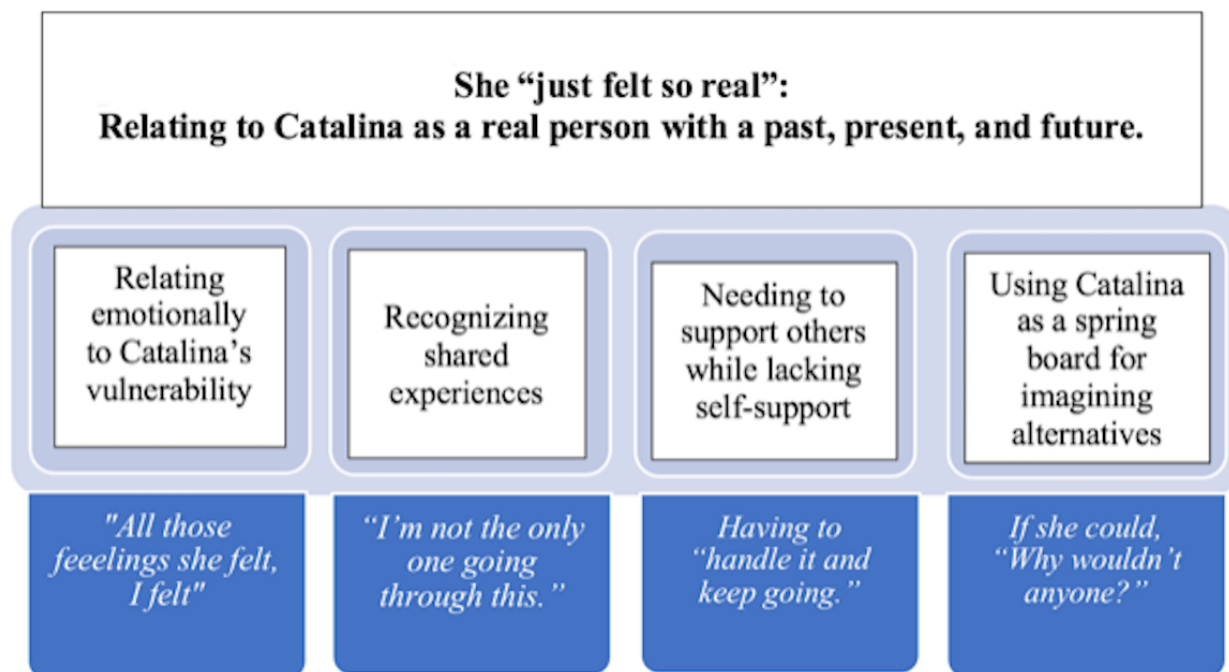 She “just felt so real”:
Relating to Catalina as a real person with a past, present, and future.
Relating
emotionally
to Catalina’s
vulnerability
Recognizing
shared
experiences
Needing to
support others
while lacking
self-support
Using Catalina
as a spring
board for
imagining
alternatives
"All those
feeelings she felt,
I felt"
“I’m not the only
one going
through this.”
Having to
“handle it and
keep going.”
If she could,
“Why wouldn’t
anyone?”